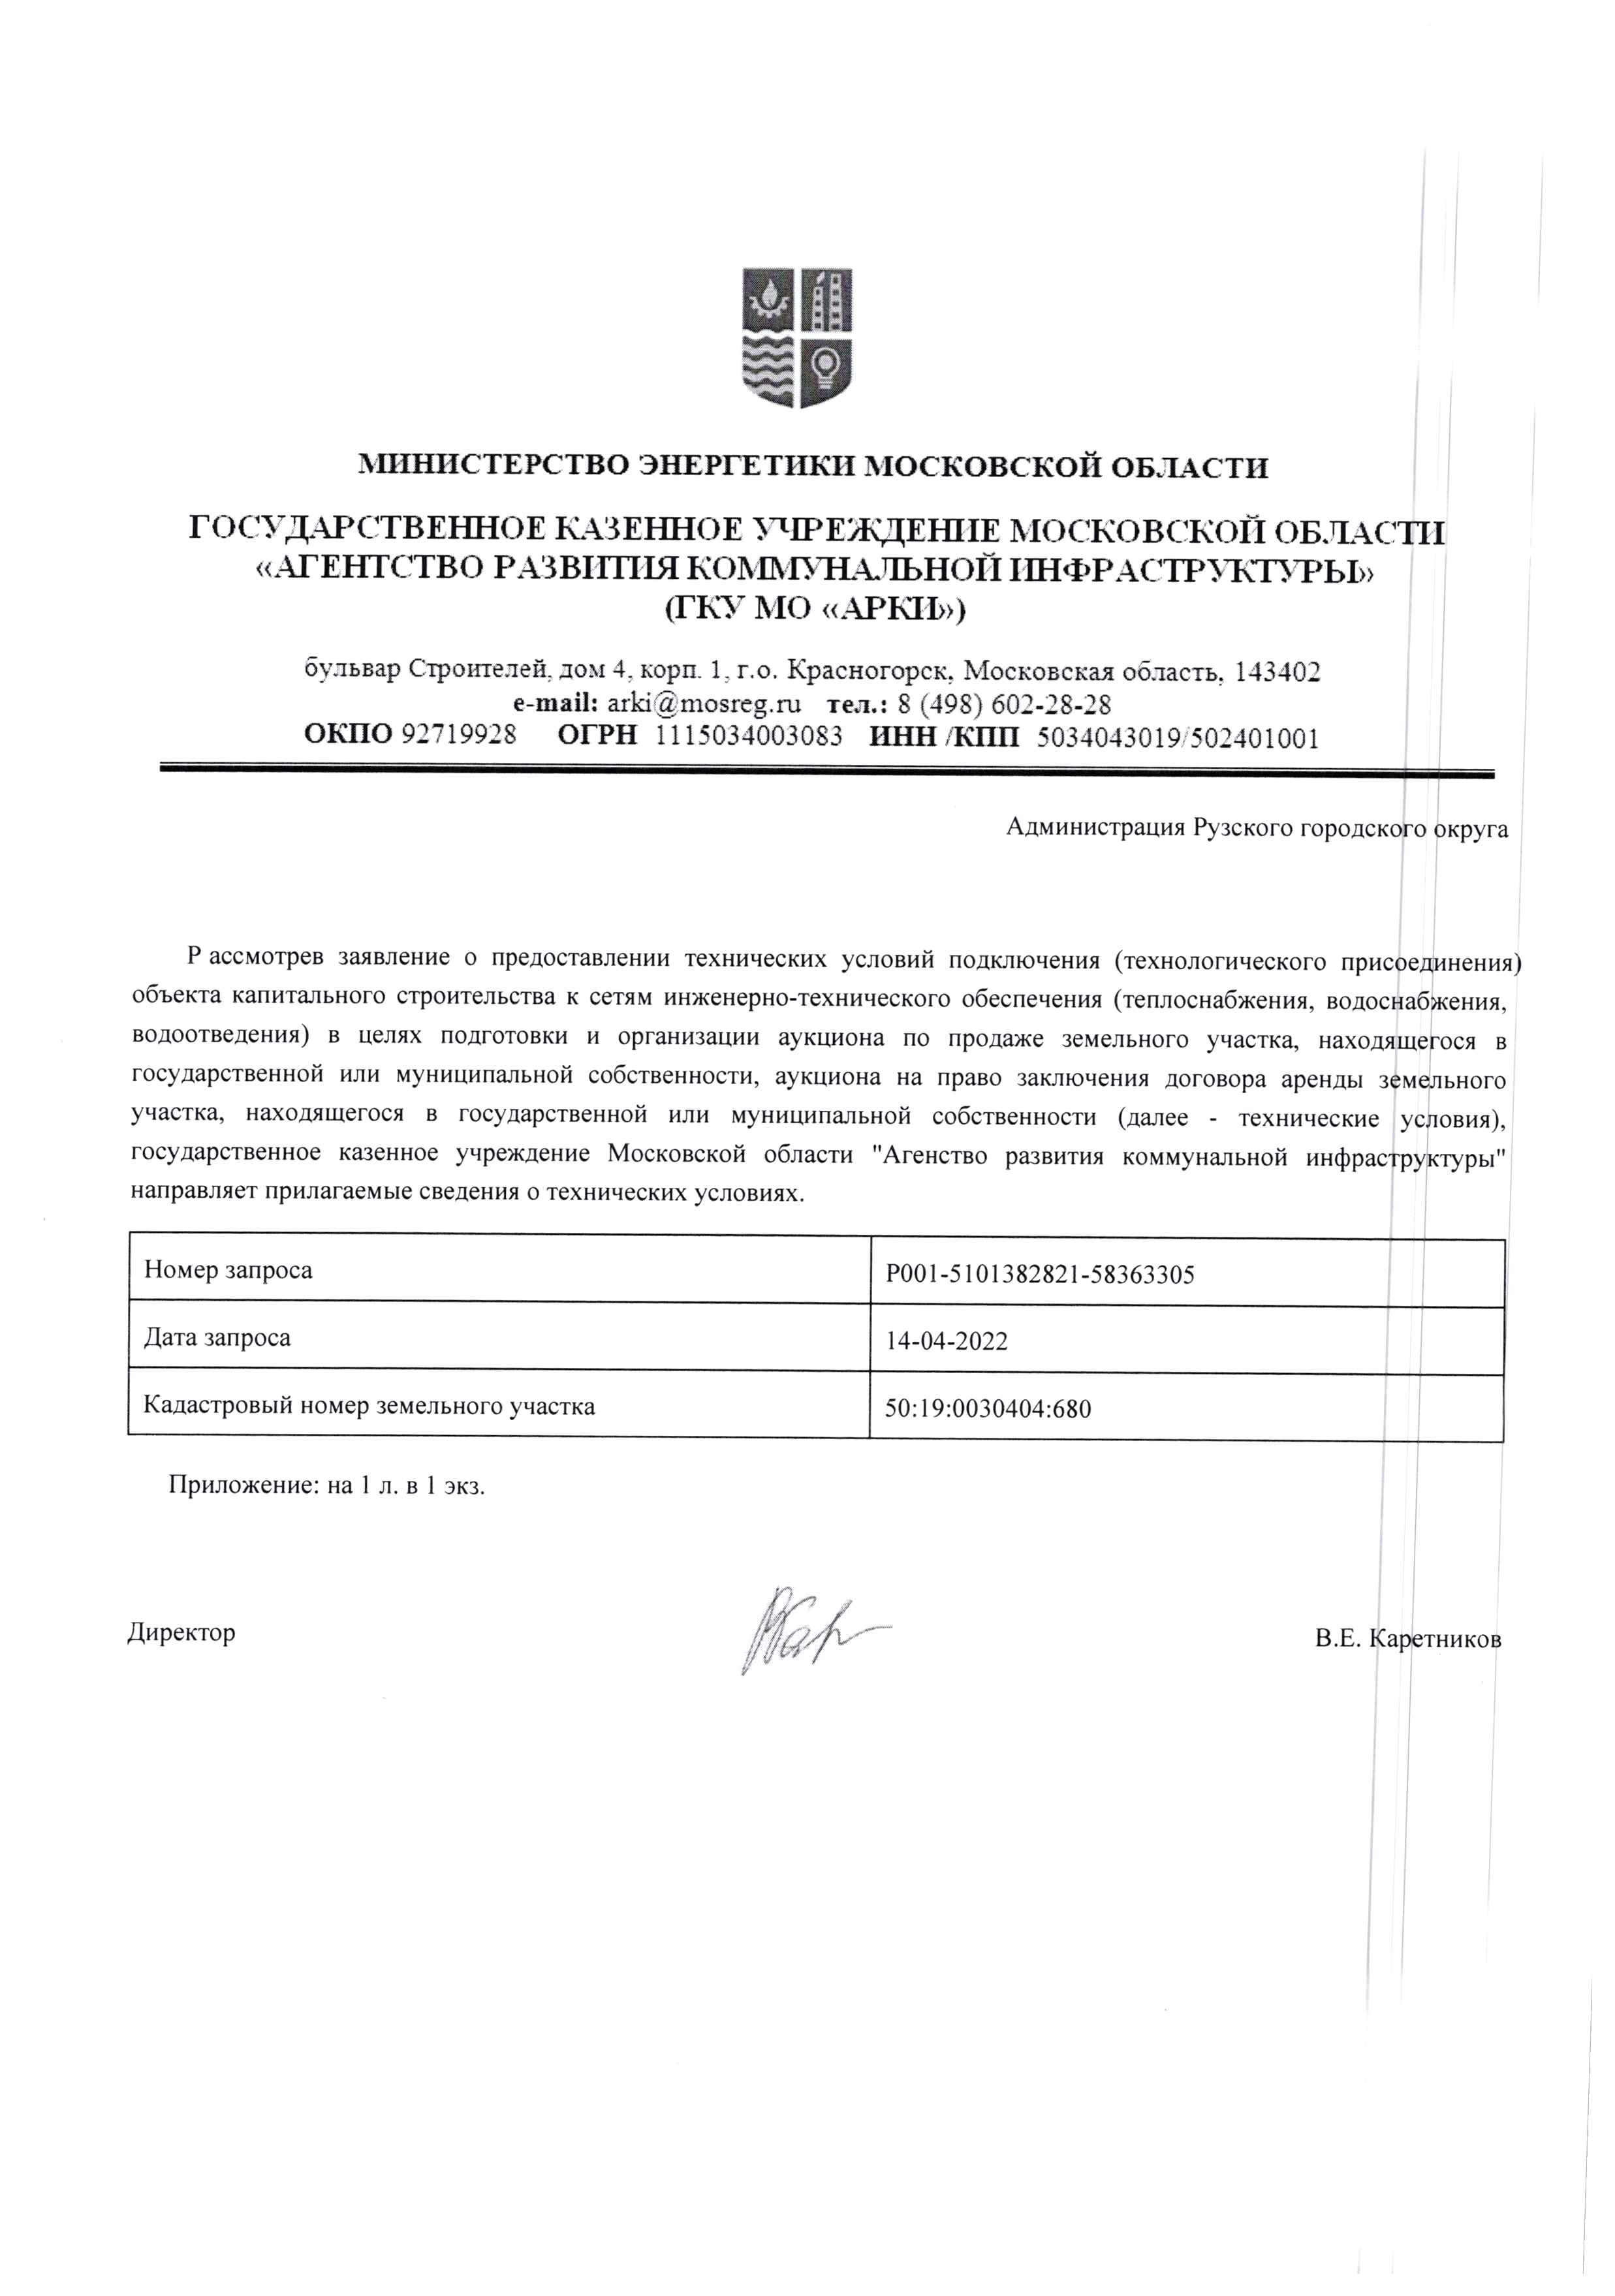 МИНИСТЕРСТВО ЭНЕРГЕТИКИ МОСКОВСКОЙ ОБЛАСТИ
ГОСУДАРСТВЕННОЕ КАЗЕННОЕ УЧРЕЖДЕНИЕ МОСКОВСКОЙ ОБЛАСТИ
«АГЕНТСТВО РАЗВИТИЯ КОММУНАЛЬНОЙ ИНФРАСТРУКТУРЫ»
(ГКУ МО «АРКИ»)
бульвар Строителей, дом 4, корп. 1, г.о. Красногорск, Московская область, 143402
e-mail: arki@mosreg.ru тел.: 8 (498) 602-28-28
ОКПО 92719928 ОГРН 1115034003083 ИНН /КПП 5034043019/502401001
Администрация Рузского городского округа
Р ассмотрев заявление о предоставлении технических условий подключения (технологического присоединения)
объекта капитального строительства к сетям инженерно-технического обеспечения (теплоснабжения, водоснабжения,
водоотведения) в целях подготовки и организации аукциона по продаже земельного участка, находящегося в
государственной или муниципальной собственности, аукциона на право заключения договора аренды земельного
участка, находящегося в государственной или муниципальной собственности (далее - технические условия),
государственное казенное учреждение Московской области "Агенство развития коммунальной инфраструктуры"
направляет прилагаемые сведения о технических условиях.
Номер запроса P001-5101382821-58363305
Дата запроса 14-04-2022
Кадастровый номер земельного участка 50:19:0030404:680
Приложение: на 1 л. в 1 экз.
Директор В.Е. Каретников